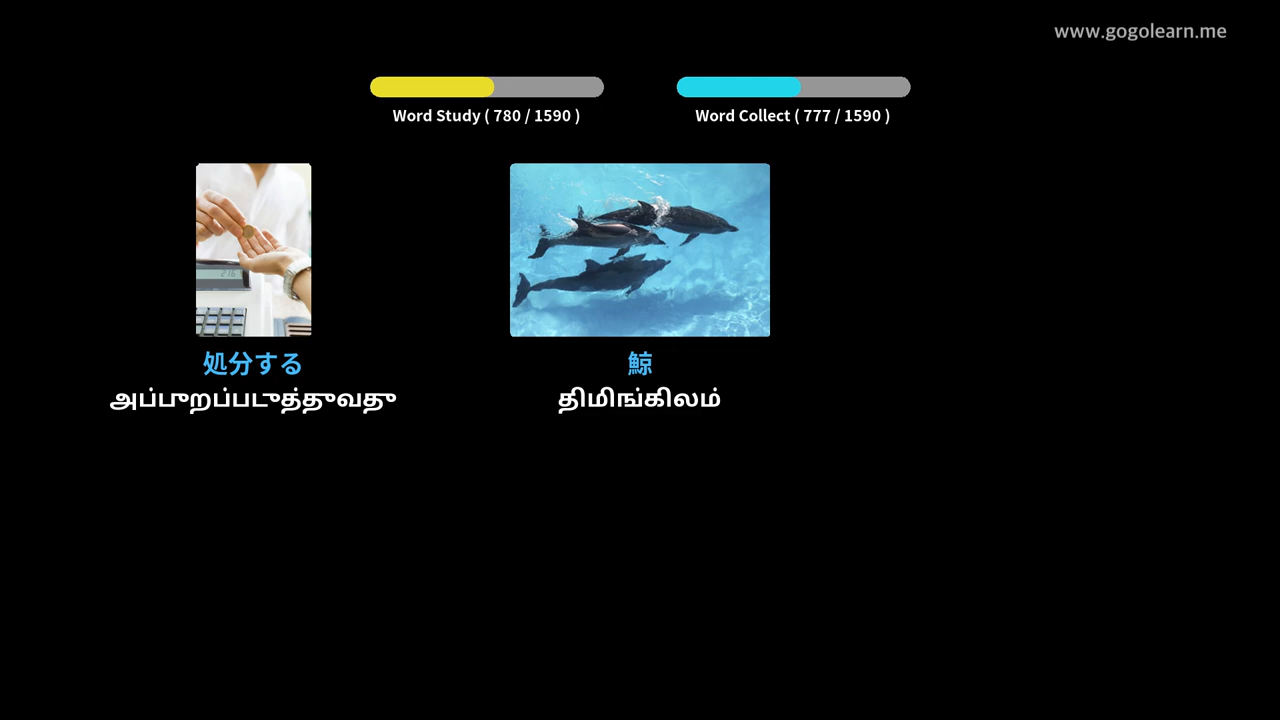 www.gogolearn.me
Word Study ( 780 / 1590 )
Word Collect ( 777 / 1590 )
216
処分する
鯨
அப்புறப்படுத்துவது
திமிங்கிலம்